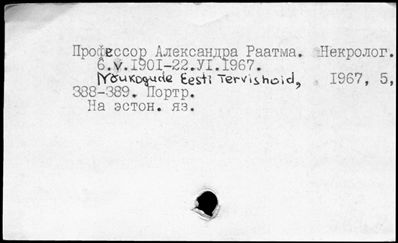 Профессор Александра Раатма. Некролог.
6.V.1901-22.VI.1967.
Nõukogude Eesti Tervishoid, 1967, 5,
388-389. Портр.
На эстон. яз.